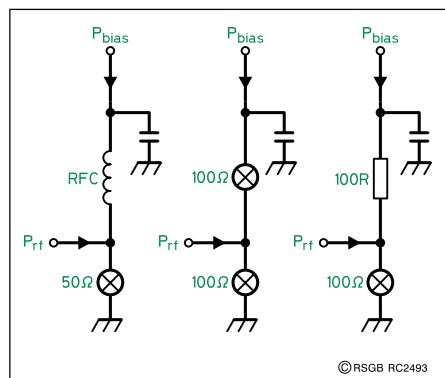 Pbias Pbias Pbias
RFC 100Ω 100R
Prf Prf Prf
50Ω 100Ω 100Ω
©RSGB RC2493